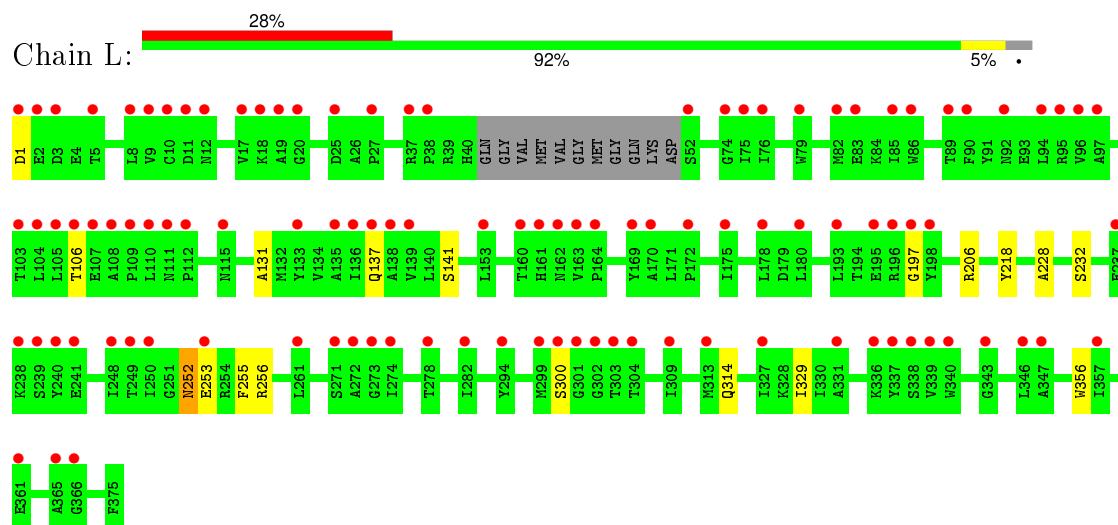 28%
Chain L:
92% 5% •
D1 E2 D3 E4 T5 L8 V9 C10 D11 N12 V17 K18 A19 G20 D25 A26 P27 R37 P38 R39 H40 GLN GLY VAL MET VAL GLY MET GLY GLN LYS ASP S52 G74 I75 I76 W79 M82 E83 K84 I85 W86 T89 F90 Y91 N92 E93 L94 R95 V96 A97
T103 L104 L105 T106 E107 A108 P109 L110 N111 P112 N115 A131 M132 Y133 V134 A135 I136 Q137 A138 V139 L140 S141 L153 T160 H161 N162 V163 P164 Y169 A170 L171 P172 I175 L178 D179 L180 L193 T194 E195 R196 G197 Y198 R206 Y218 A228 S232 E237
K238 S239 Y240 E241 I248 T249 I250 G251 N252 E253 R254 F255 R256 L261 S271 A272 G273 I274 T278 I282 Y294 M299 S300 G301 G302 T303 T304 I309 M313 Q314 I327 K328 I329 I330 A331 K336 Y337 S338 V339 W340 G343 L346 A347 W356 I357
E361 A365 G366 F375